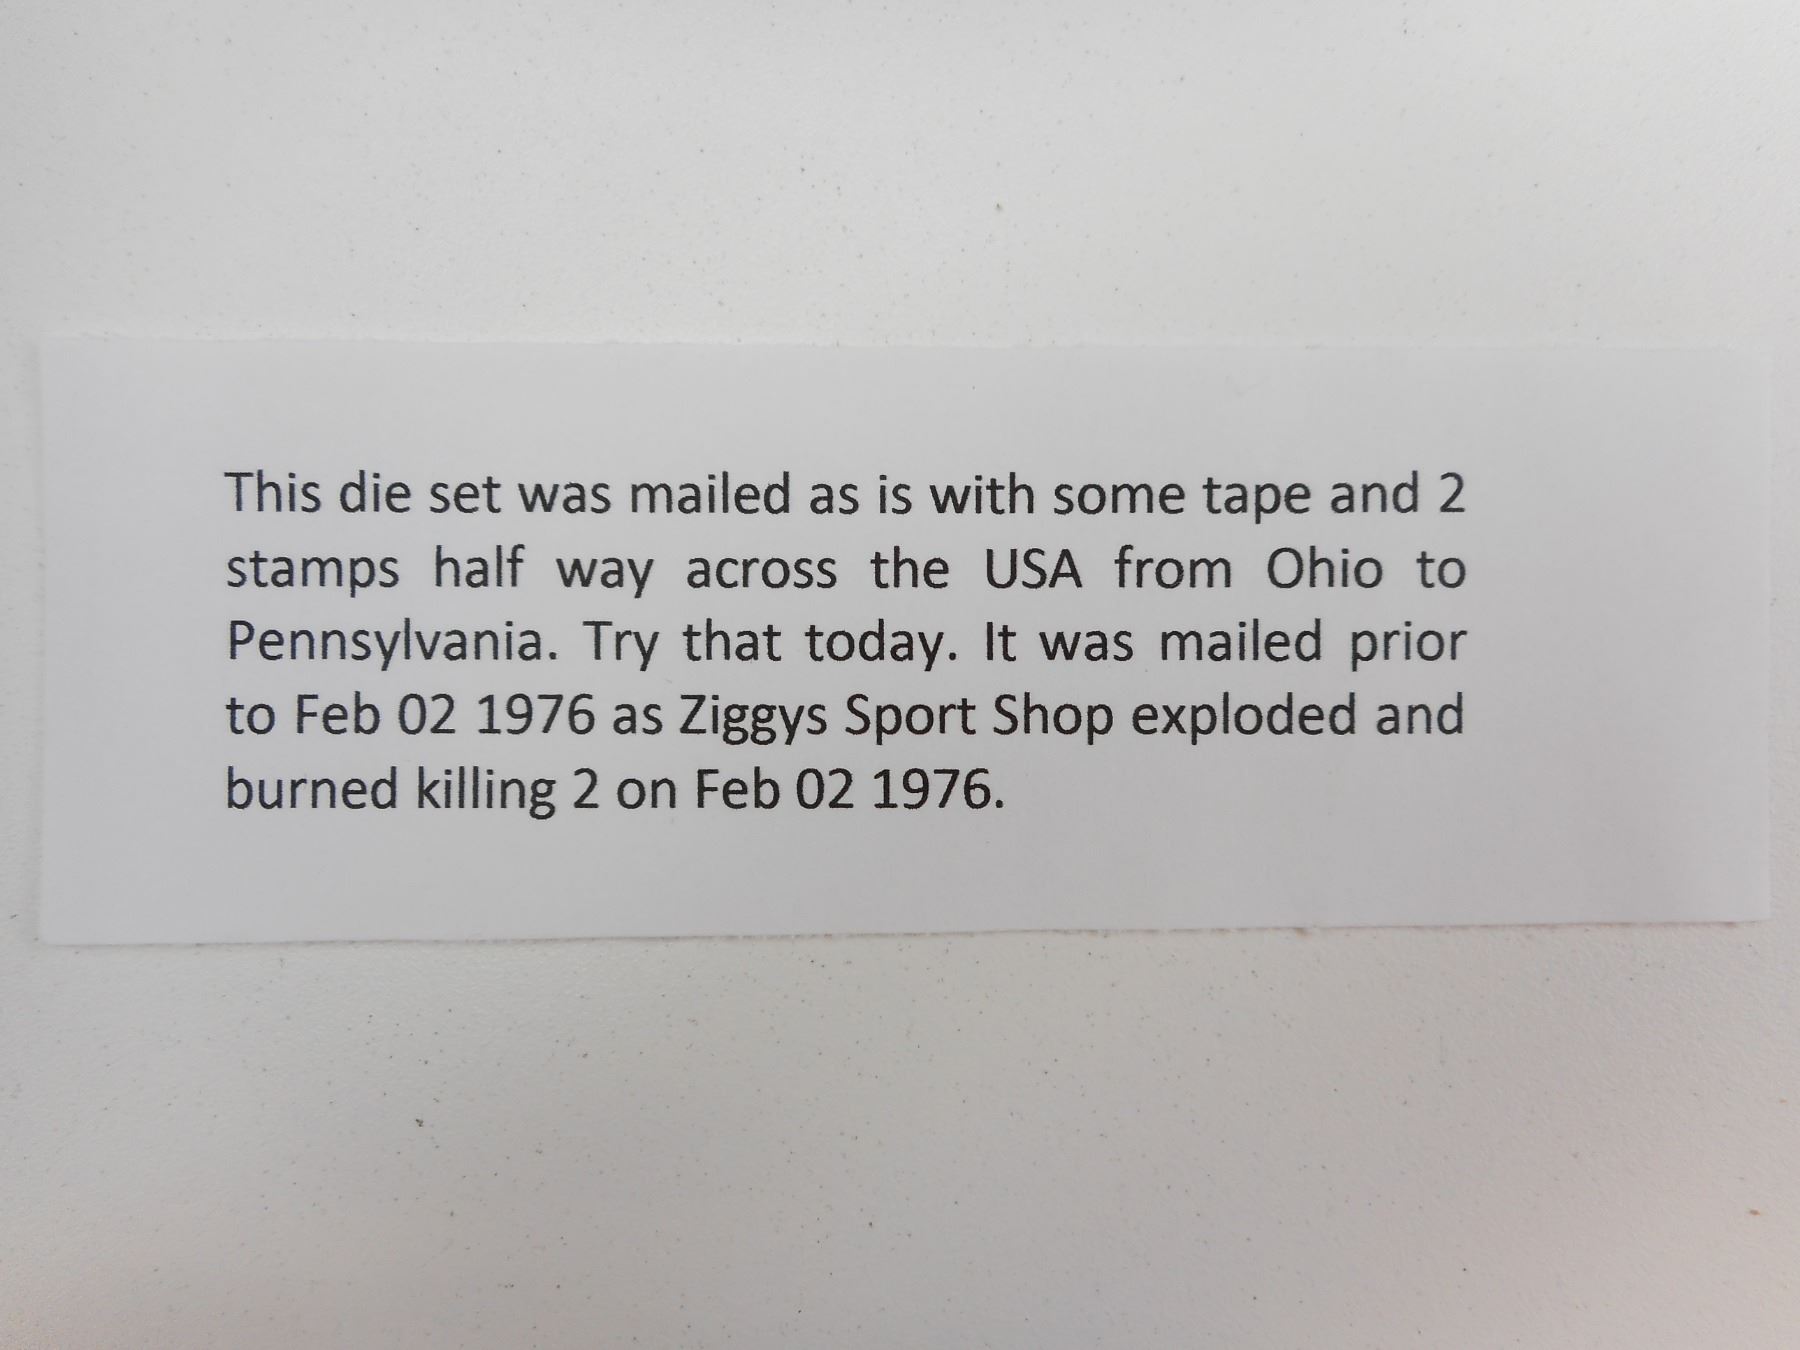 This die set was mailed as is with some tape and 2
stamps half way across the USA from Ohio to
Pennsylvania. Try that today. It was mailed prior
to Feb 02 1976 as Ziggys Sport Shop exploded and
burned killing 2 on Feb 02 1976.